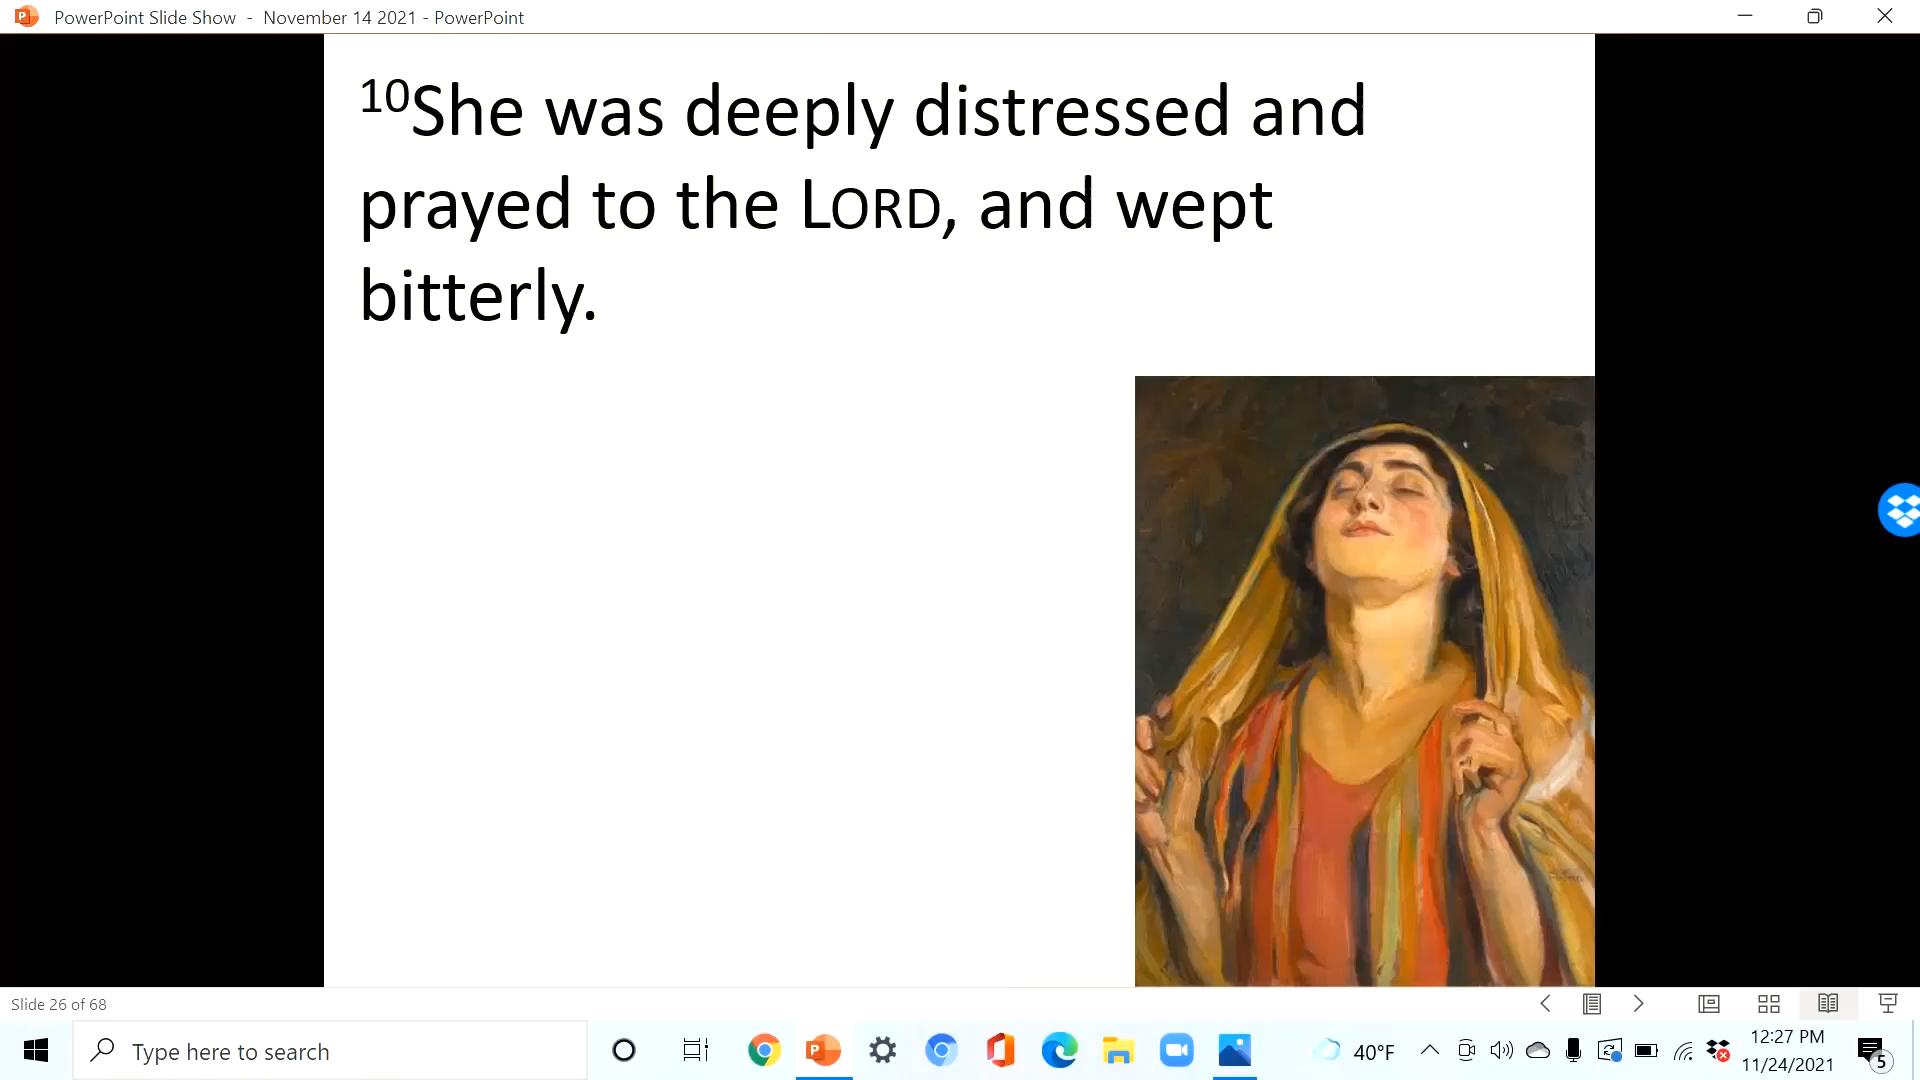 PowerPoint Slide Show - November 14 2021 - PowerPoint
10She was deeply distressed and
prayed to the LORD, and wept
bitterly.
Slide 26 of 68
Type here to search
40°F
12:27 PM
11/24/2021
5